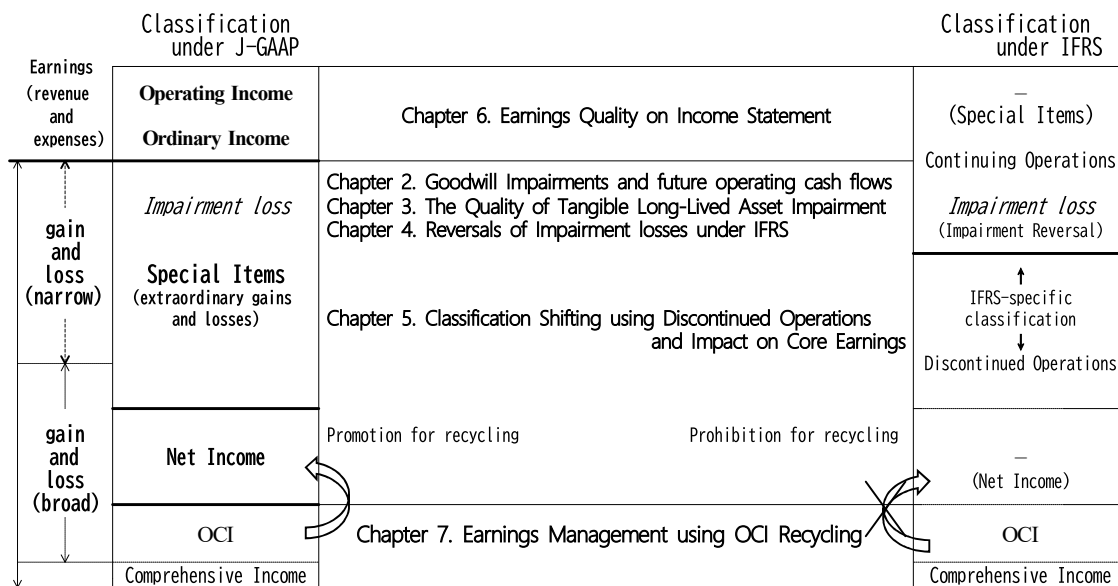 Classification
under J-GAAP
Classification
under IFRS
Earnings
(revenue
and
expenses)
Operating Income
Ordinary Income
Chapter 6. Earnings Quality on Income Statement
—
(Special Items)
Continuing Operations
gain
and
loss
(narrow)
Impairment loss
Special Items
(extraordinary gains
and losses)
Chapter 2. Goodwill Impairments and future operating cash flows
Chapter 3. The Quality of Tangible Long-Lived Asset Impairment
Chapter 4. Reversals of Impairment losses under IFRS
Chapter 5. Classification Shifting using Discontinued Operations
and Impact on Core Earnings
Impairment loss
(Impairment Reversal)
IFRS-specific
classification
Discontinued Operations
gain
and
loss
(broad)
Net Income
Promotion for recycling
Prohibition for recycling
—
(Net Income)
OCI
Chapter 7. Earnings Management using OCI Recycling
OCI
Comprehensive Income
Comprehensive Income